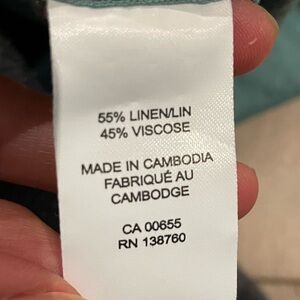 55% LINEN/LIN
45% VISCOSE
MADE IN CAMBODIA
FABRIQUÉ AU
CAMBODGE
CA 00655
RN 138760